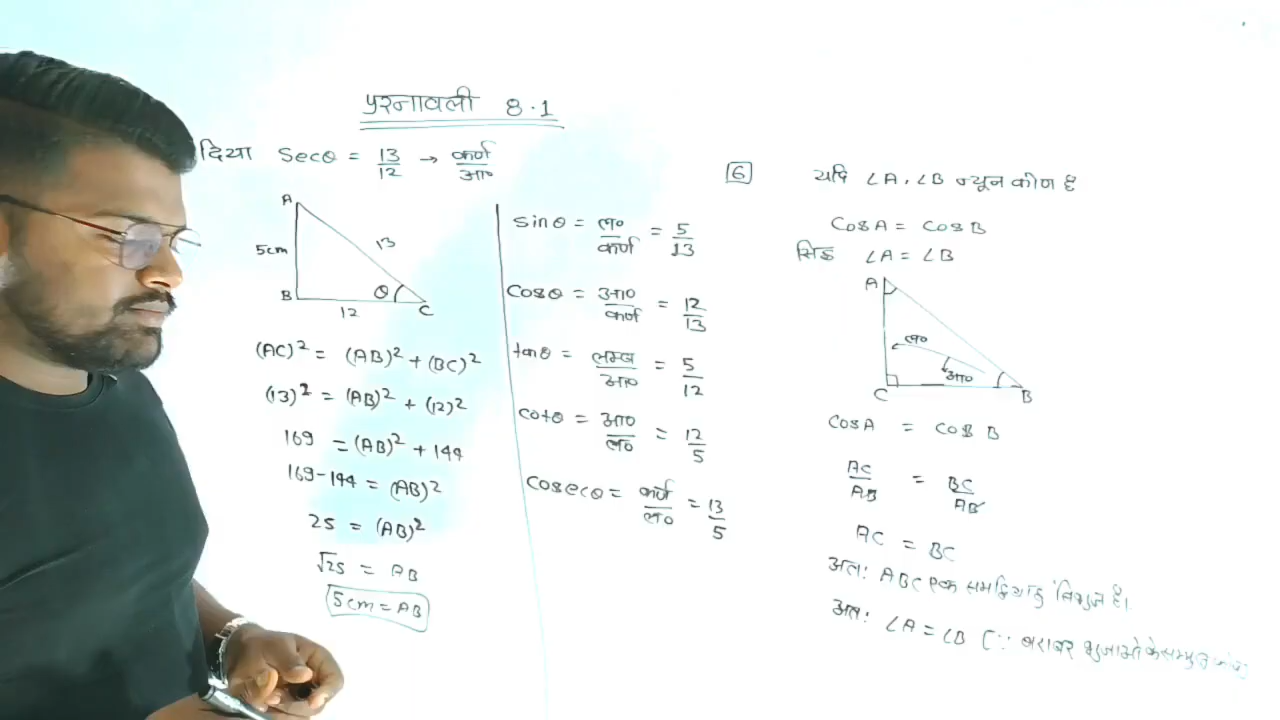 प्रश्नावली 8.1
दिया Secθ = 13/12 → कर्ण/आ०
A
5cm
13
B
θ
C
12
(AC)² = (AB)² + (BC)²
(13)² = (AB)² + (12)²
169 = (AB)² + 144
169-144 = (AB)²
25 = (AB)²
√25 = AB
5cm = AB
sinθ = ल०/कर्ण = 5/13
Cosθ = आ०/कर्ण = 12/13
tanθ = लम्ब/आ० = 5/12
cotθ = आ०/ल० = 12/5
Cosecθ = कर्ण/ल० = 13/5
6 यदि ∠A, ∠B न्यून कोण है
CosA = CosB
सिद्ध ∠A = ∠B
A
ल०
आ०
C
B
CosA = CosB
AC/AB = BC/AB
AC = BC
अतः ABC एक समद्विबाहु त्रिभुज है।
अतः ∠A = ∠B (∵ बराबर भुजाओ के सम्मुख